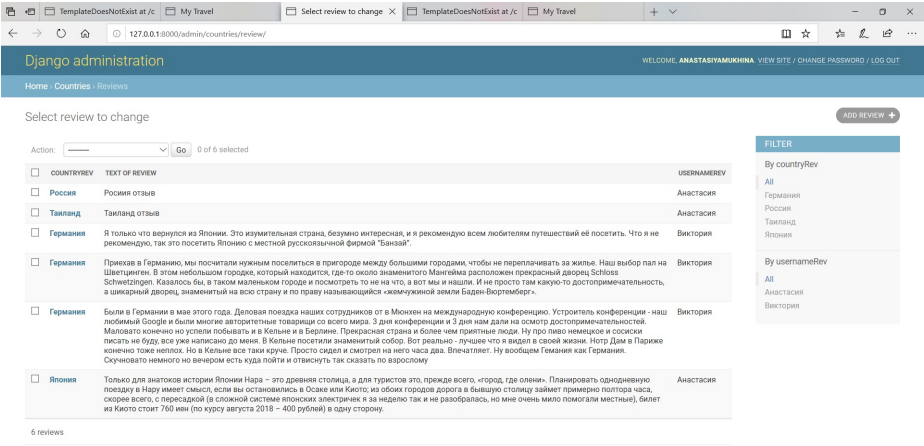 TemplateDoesNotExist at /c
My Travel
Select review to change
TemplateDoesNotExist at /c
My Travel
127.0.0.1:8000/admin/countries/review/
Django administration
WELCOME, ANASTASIYAMUKHINA. VIEW SITE / CHANGE PASSWORD / LOG OUT
Home › Countries › Reviews
Select review to change
ADD REVIEW +
Action: --------- Go 0 of 6 selected
COUNTRYREV TEXT OF REVIEW USERNAMEREV
Россия Росиия отзыв Анастасия
Таиланд Таиланд отзыв Анастасия
Германия Я только что вернулся из Японии. Это изумительная страна, безумно интересная, и я рекомендую всем любителям путешествий её посетить. Что я не Виктория
рекомендую, так это посетить Японию с местной русскоязычной фирмой "Банзай".
Германия Приехав в Германию, мы посчитали нужным поселиться в пригороде между большими городами, чтобы не переплачивать за жилье. Наш выбор пал на Виктория
Шветцинген. В этом небольшом городке, который находится, где-то около знаменитого Мангейма расположен прекрасный дворец Schloss
Schwetzingen. Казалось бы, в таком маленьком городе и посмотреть то не на что, а вот мы и нашли. И не просто там какую-то достопримечательность,
а шикарный дворец, знаменитый на всю страну и по праву называющийся «жемчужиной земли Баден-Вюртемберг».
Германия Были в Германии в мае этого года. Деловая поездка наших сотрудников от в Мюнхен на международную конференцию. Устроитель конференции - наш Виктория
любимый Google и были многие авторитетные товарищи со всего мира. 3 дня конференции и 3 дня нам дали на осмотр достопримечательностей.
Маловато конечно но успели побывать и в Кельне и в Берлине. Прекрасная страна и более чем приятные люди. Ну про пиво немецкое и сосиски
писать не буду, все уже написано до меня. В Кельне посетили знаменитый собор. Вот реально - лучшее что я видел в своей жизни. Нотр Дам в Париже
конечно тоже неплох. Но в Кельне все таки круче. Просто сидел и смотрел на него часа два. Впечатляет. Ну вообщем Гемания как Германия.
Скучновато немного но вечером есть куда пойти и отвиснуть так сказать по взрослому
Япония Только для знатоков истории Японии Нара – это древняя столица, а для туристов это, прежде всего, «город, где олени». Планировать однодневную Анастасия
поездку в Нару имеет смысл, если вы остановились в Осаке или Киото; из обоих городов дорога в бывшую столицу займет примерно полтора часа,
скорее всего, с пересадкой (в сложной системе японских электричек я за неделю так и не разобралась, но мне очень мило помогали местные), билет
из Киото стоит 760 иен (по курсу августа 2018 – 400 рублей) в одну сторону.
6 reviews
FILTER
By countryRev
All
Германия
Россия
Таиланд
Япония
By usernameRev
All
Анастасия
Виктория